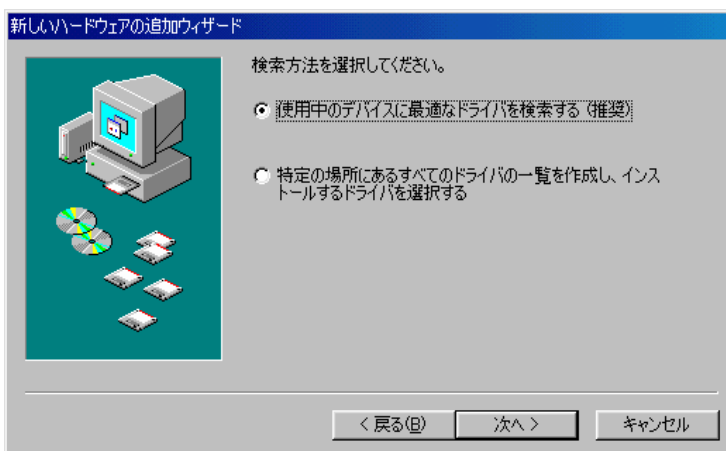 新しいハードウェアの追加ウィザード
検索方法を選択してください。
使用中のデバイスに最適なドライバを検索する (推奨)
特定の場所にあるすべてのドライバの一覧を作成し、インス
トールするドライバを選択する
< 戻る(B)
次へ >
キャンセル